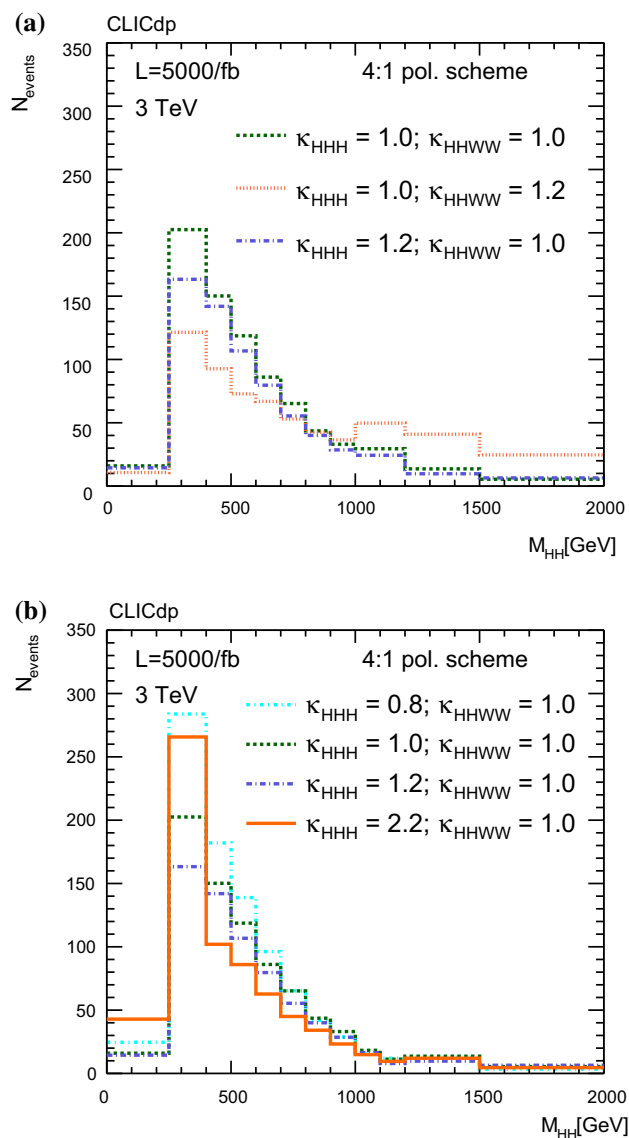 (a)
CLICdp
N_events
L=5000/fb 4:1 pol. scheme
3 TeV
κ_HHH = 1.0; κ_HHWW = 1.0
κ_HHH = 1.0; κ_HHWW = 1.2
κ_HHH = 1.2; κ_HHWW = 1.0
350
300
250
200
150
100
50
0
0 500 1000 1500 2000
M_HH[GeV]
(b)
CLICdp
N_events
L=5000/fb 4:1 pol. scheme
3 TeV
κ_HHH = 0.8; κ_HHWW = 1.0
κ_HHH = 1.0; κ_HHWW = 1.0
κ_HHH = 1.2; κ_HHWW = 1.0
κ_HHH = 2.2; κ_HHWW = 1.0
350
300
250
200
150
100
50
0
0 500 1000 1500 2000
M_HH[GeV]